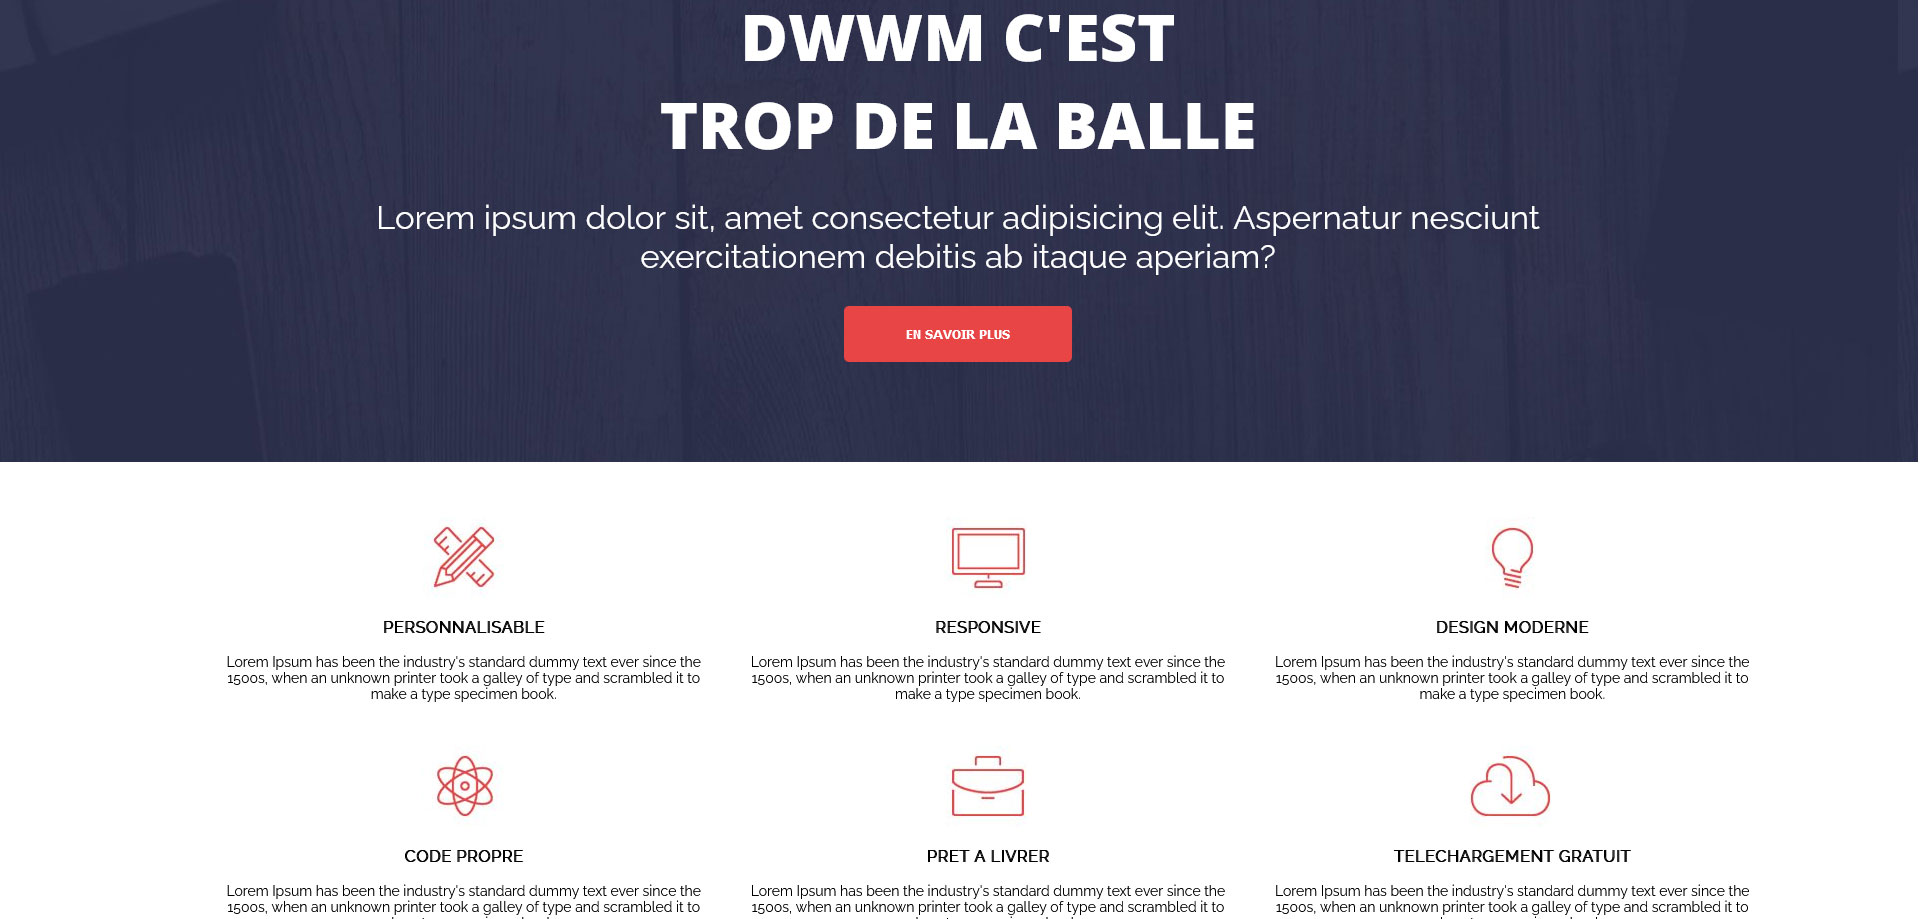 DWWM C'EST
TROP DE LA BALLE
Lorem ipsum dolor sit, amet consectetur adipisicing elit. Aspernatur nesciunt
exercitationem debitis ab itaque aperiam?
EN SAVOIR PLUS
PERSONNALISABLE
Lorem Ipsum has been the industry's standard dummy text ever since the
1500s, when an unknown printer took a galley of type and scrambled it to
make a type specimen book.
RESPONSIVE
Lorem Ipsum has been the industry's standard dummy text ever since the
1500s, when an unknown printer took a galley of type and scrambled it to
make a type specimen book.
DESIGN MODERNE
Lorem Ipsum has been the industry's standard dummy text ever since the
1500s, when an unknown printer took a galley of type and scrambled it to
make a type specimen book.
CODE PROPRE
Lorem Ipsum has been the industry's standard dummy text ever since the
1500s, when an unknown printer took a galley of type and scrambled it to
PRET A LIVRER
Lorem Ipsum has been the industry's standard dummy text ever since the
1500s, when an unknown printer took a galley of type and scrambled it to
TELECHARGEMENT GRATUIT
Lorem Ipsum has been the industry's standard dummy text ever since the
1500s, when an unknown printer took a galley of type and scrambled it to